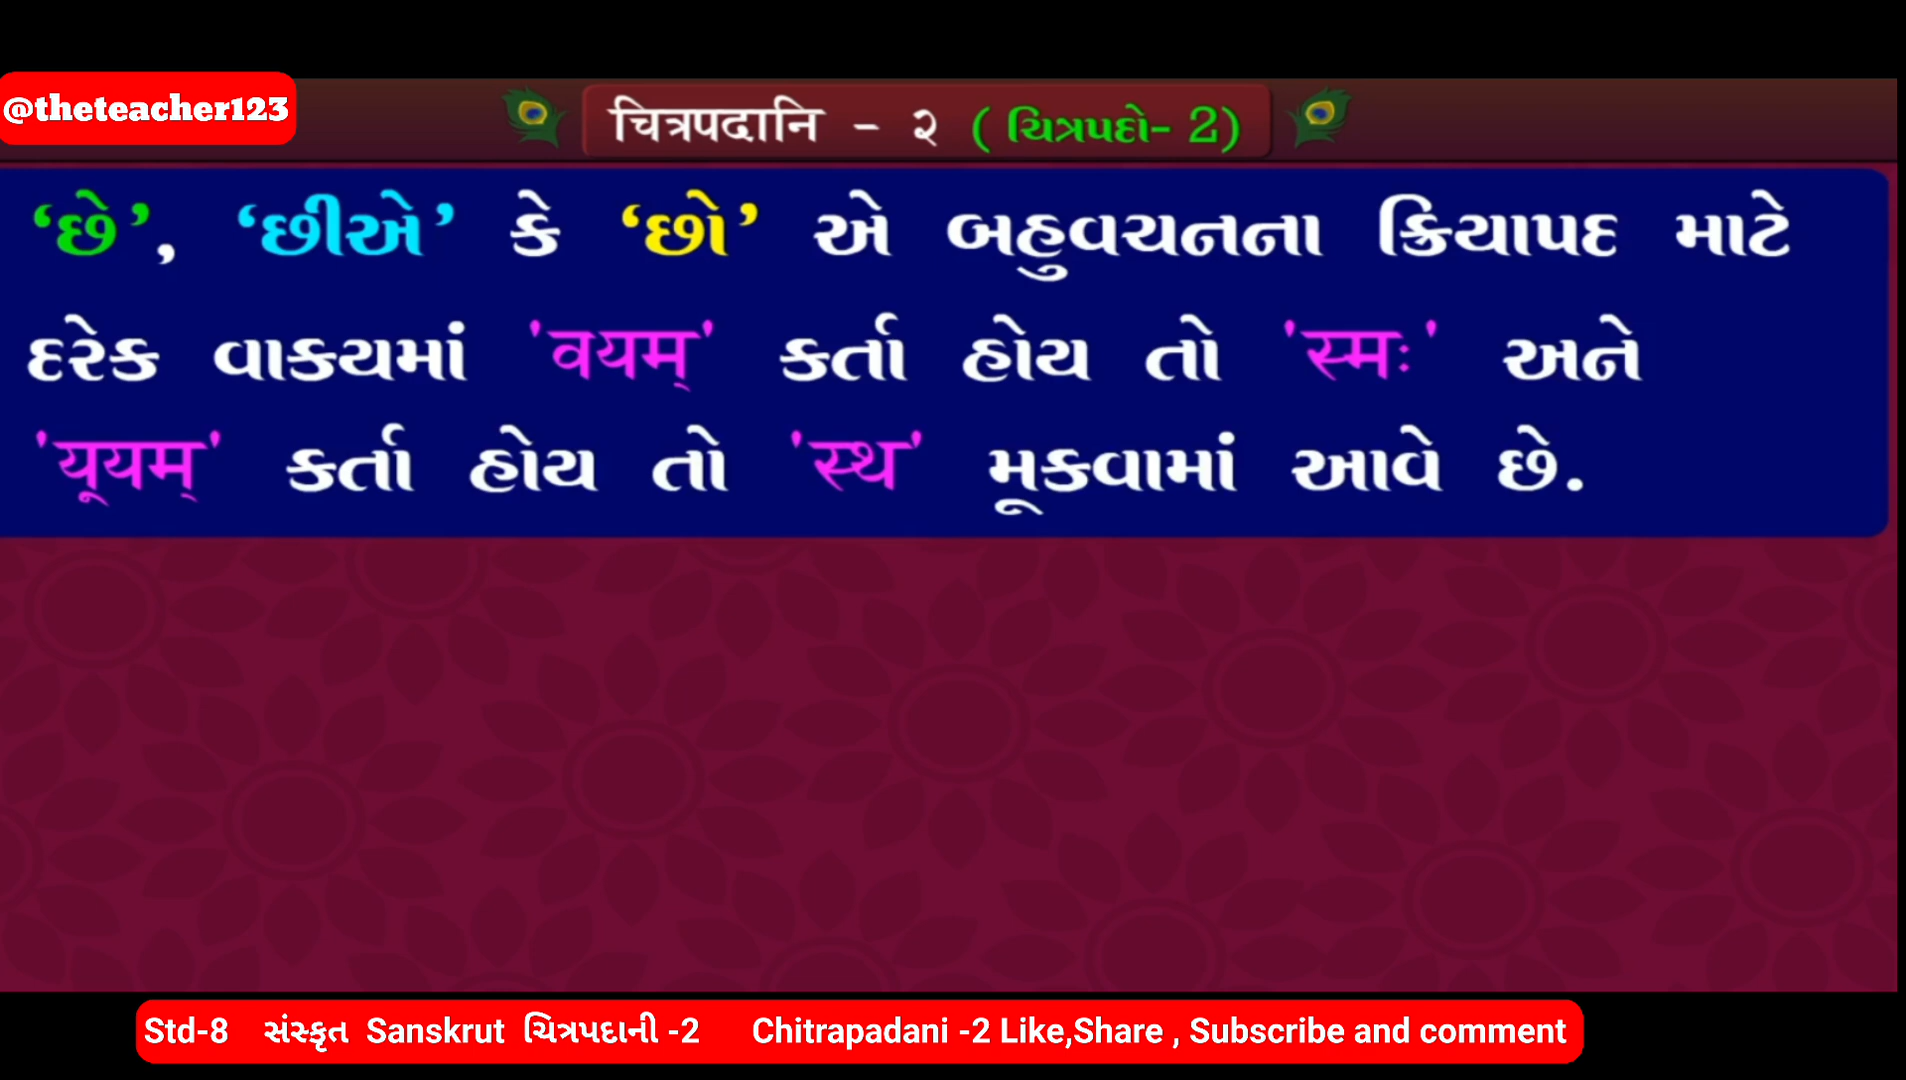 @theteacher123
चित्रपदानि - २ ( ચિત્રપદો- 2)
‘છે’, ‘છીએ’ કે ‘છો’ એ બહુવચનના ક્રિયાપદ માટે
દરેક વાક્યમાં 'वयम्' કર્તા હોય તો 'स्मः' અને
'यूयम्' કર્તા હોય તો 'स्थ' મૂકવામાં આવે છે.
Std-8 સંસ્કૃત Sanskrut ચિત્રપદાની -2 Chitrapadani -2 Like,Share , Subscribe and comment